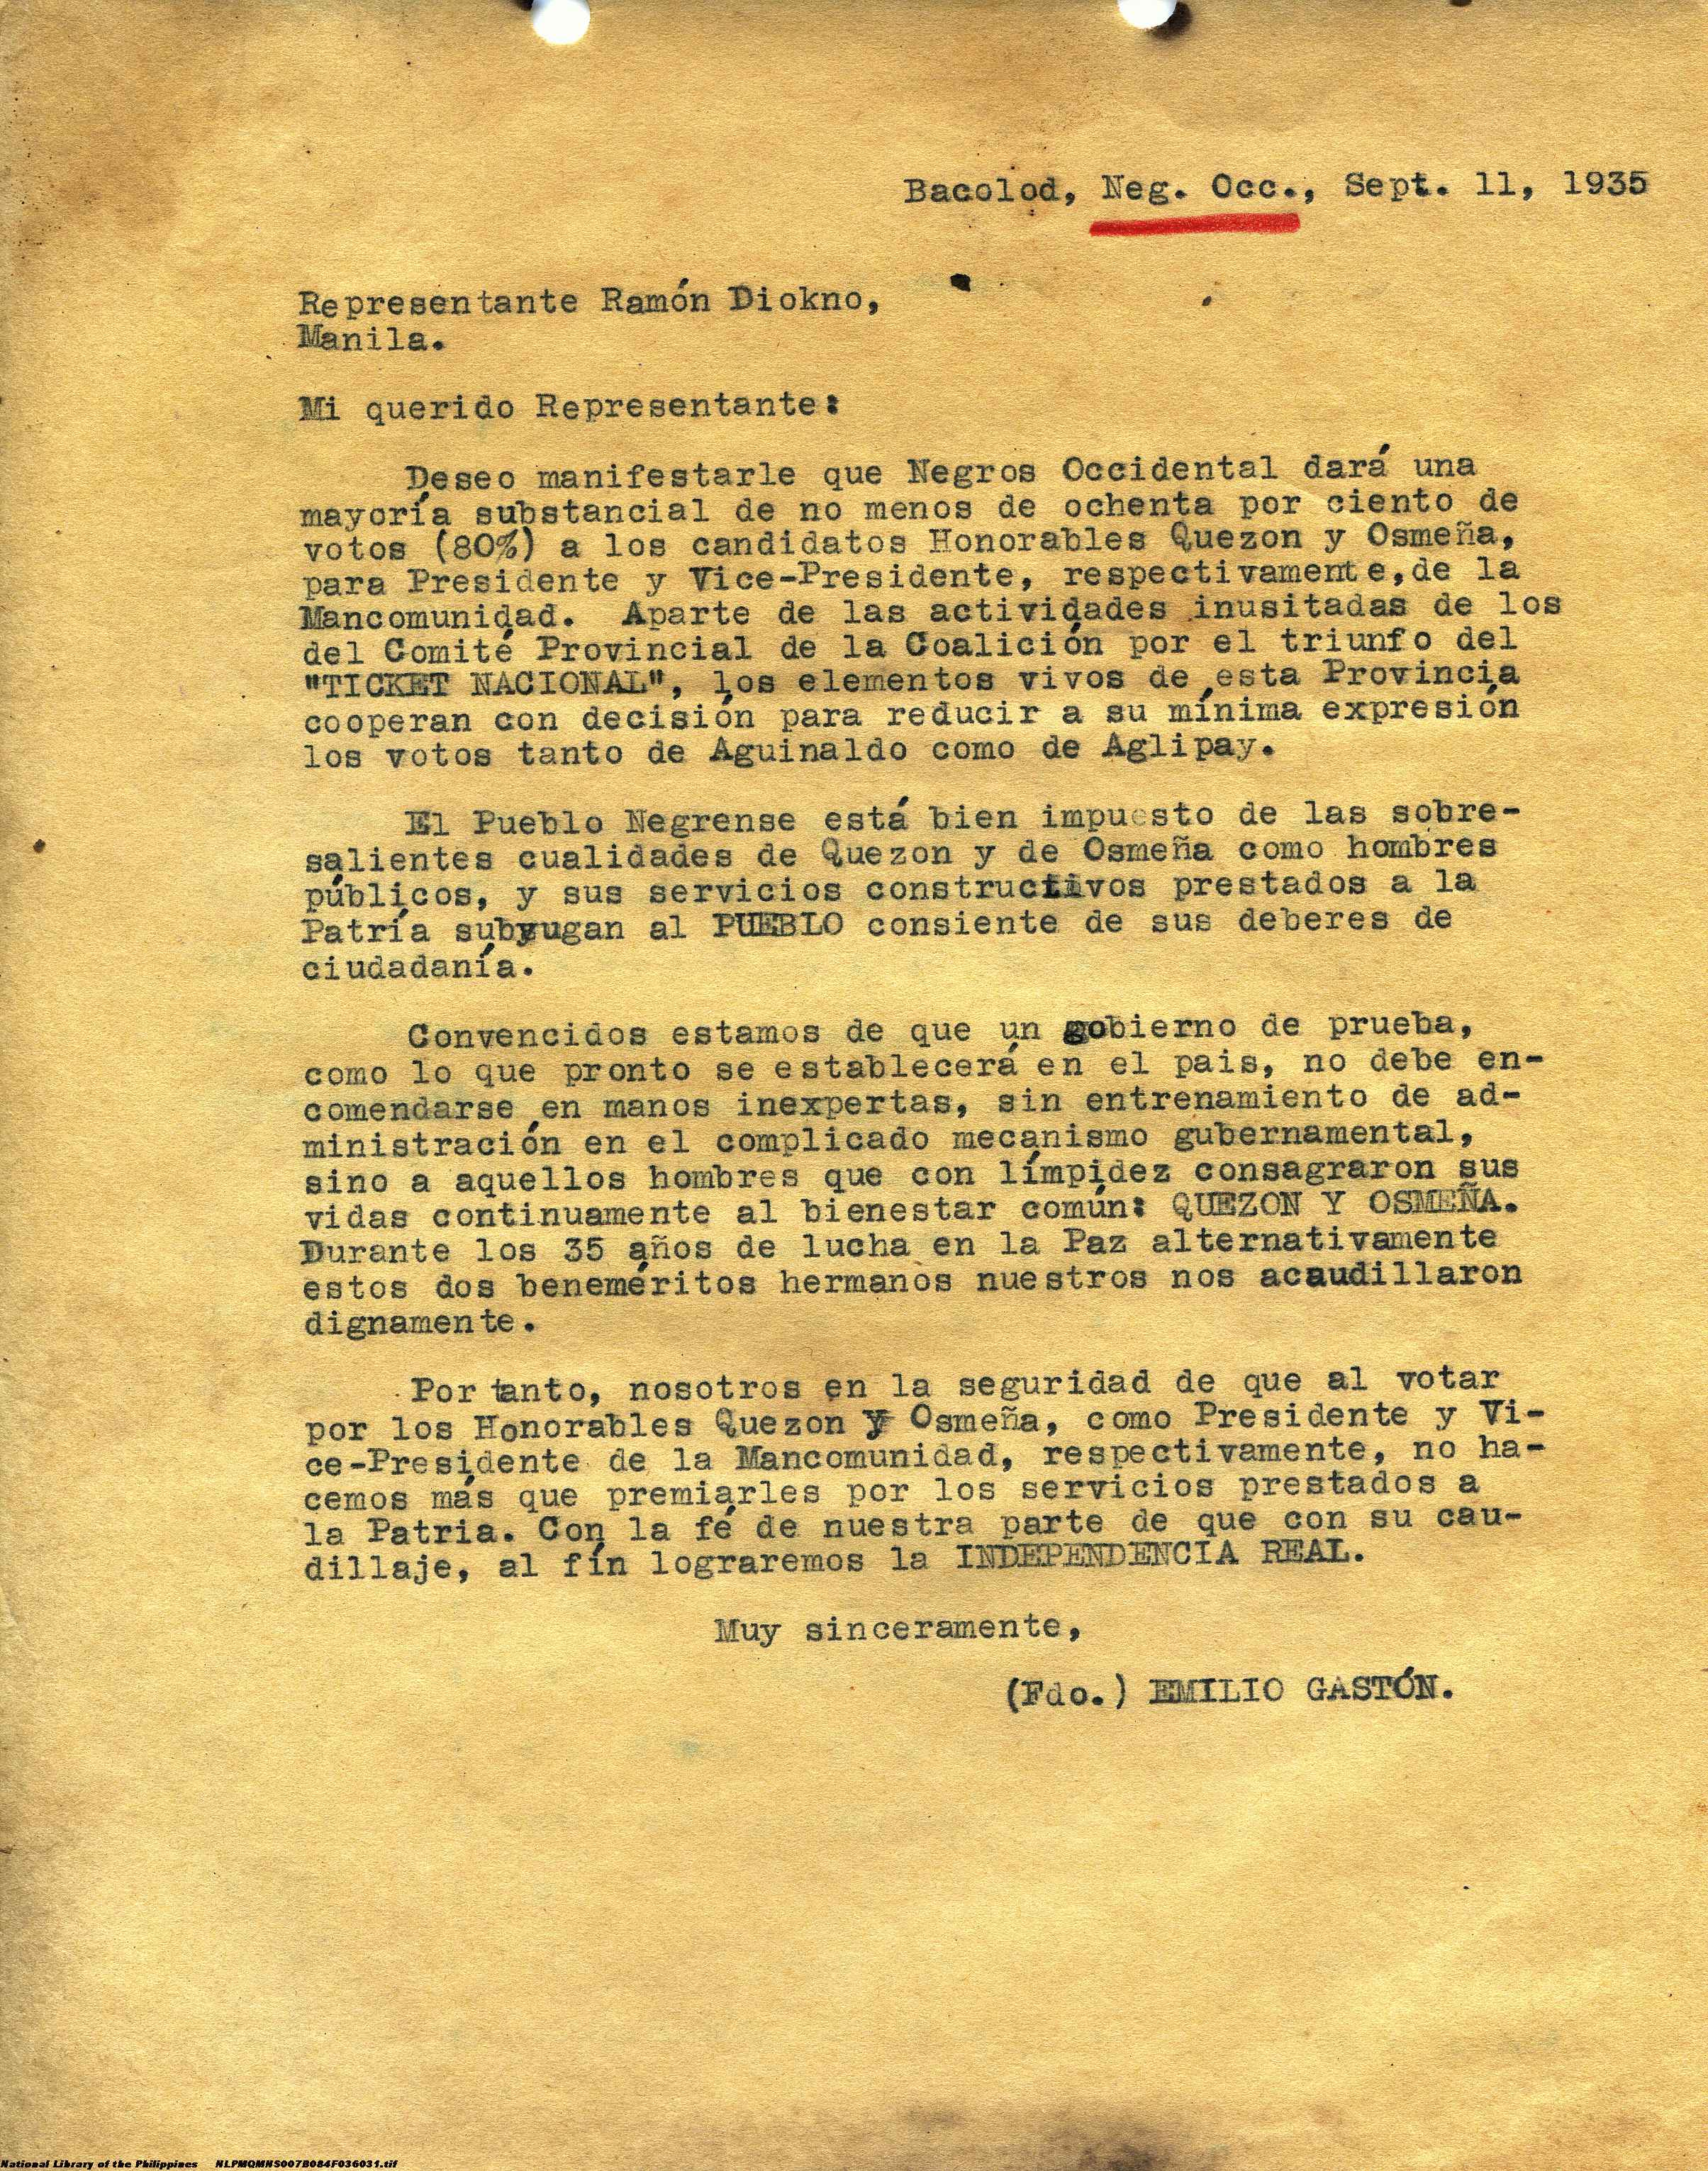 Bacolod, Neg. Occ., Sept. 11, 1935
Representante Ramón Diokno,
Manila.
Mi querido Representante:
Deseo manifestarle que Negros Occidental dará una
mayoría substancial de no menos de ochenta por ciento de
votos (80%) a los candidatos Honorables Quezon y Osmeña,
para Presidente y Vice-Presidente, respectivamente,de la
Mancomunidad. Aparte de las actividades inusitadas de los
del Comité Provincial de la Coalición por el triunfo del
"TICKET NACIONAL", los elementos vivos de esta Provincia
cooperan con decisión para reducir a su mínima expresión
los votos tanto de Aguinaldo como de Aglipay.
El Pueblo Negrense está bien impuesto de las sobre-
salientes cualidades de Quezon y de Osmeña como hombres
públicos, y sus servicios constructivos prestados a la
Patría subyugan al PUEBLO consiente de sus deberes de
ciudadanía.
Convencidos estamos de que un gobierno de prueba,
como lo que pronto se establecerá en el pais, no debe en-
comendarse en manos inexpertas, sin entrenamiento de ad-
ministración en el complicado mecanismo gubernamental,
sino a aquellos hombres que con límpidez consagraron sus
vidas continuamente al bienestar común: QUEZON Y OSMEÑA.
Durante los 35 años de lucha en la Paz alternativamente
estos dos beneméritos hermanos nuestros nos acaudillaron
dignamente.
Por tanto, nosotros en la seguridad de que al votar
por los Honorables Quezon y Osmeña, como Presidente y Vi-
ce-Presidente de la Mancomunidad, respectivamente, no ha-
cemos más que premiarles por los servicios prestados a
la Patria. Con la fé de nuestra parte de que con su cau-
dillaje, al fín lograremos la INDEPENDENCIA REAL.
Muy sinceramente,
(Fdo.) EMILIO GASTÓN.
National Library of the Philippines NLPMQMNS007B084F036031.tif